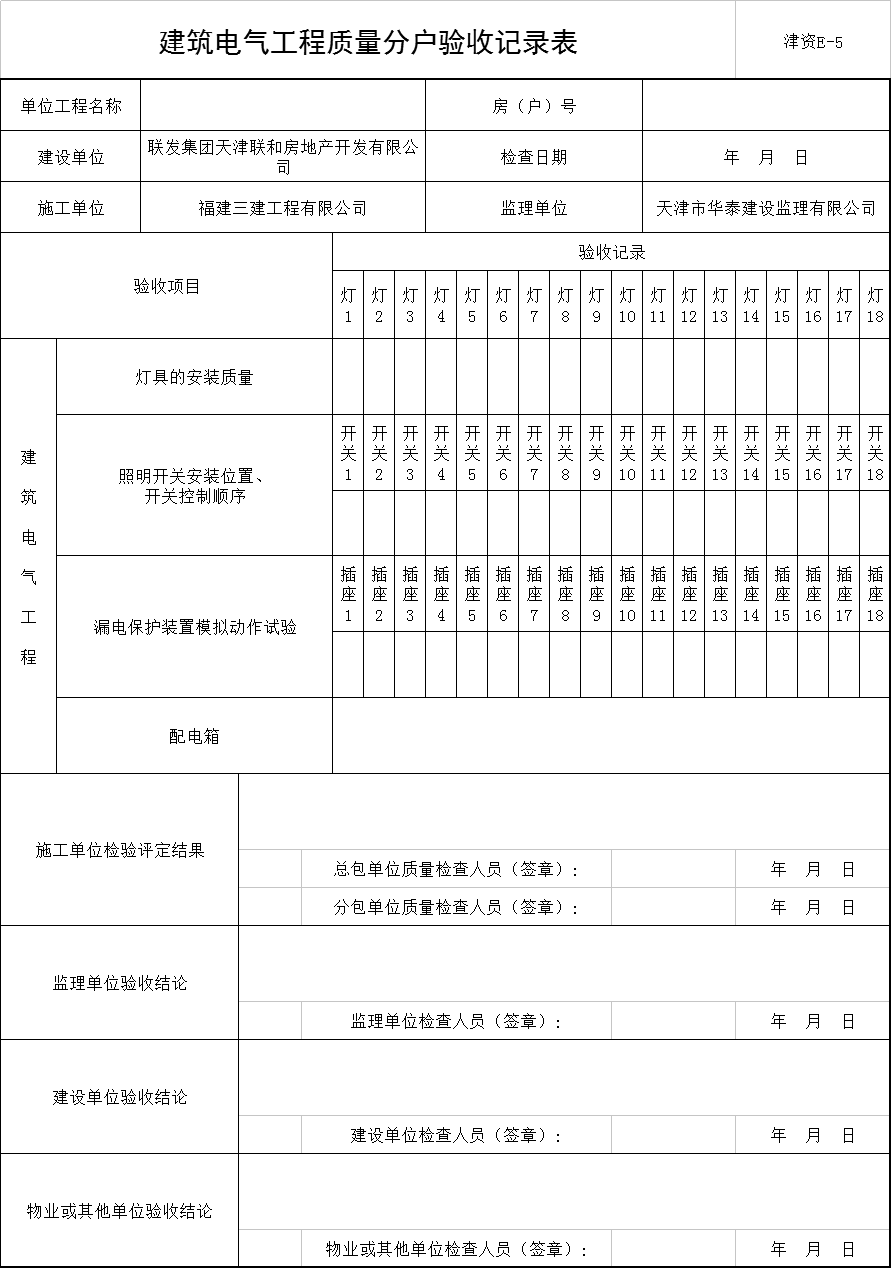 建筑电气工程质量分户验收记录表 津资E-5
单位工程名称 房（户）号
建设单位 联发集团天津联和房地产开发有限公司 检查日期 年 月 日
施工单位 福建三建工程有限公司 监理单位 天津市华泰建设监理有限公司
验收项目 验收记录
灯1 灯2 灯3 灯4 灯5 灯6 灯7 灯8 灯9 灯10 灯11 灯12 灯13 灯14 灯15 灯16 灯17 灯18
建筑电气工程
灯具的安装质量
照明开关安装位置、
开关控制顺序
开关1 开关2 开关3 开关4 开关5 开关6 开关7 开关8 开关9 开关10 开关11 开关12 开关13 开关14 开关15 开关16 开关17 开关18
漏电保护装置模拟动作试验
插座1 插座2 插座3 插座4 插座5 插座6 插座7 插座8 插座9 插座10 插座11 插座12 插座13 插座14 插座15 插座16 插座17 插座18
配电箱
施工单位检验评定结果
总包单位质量检查人员（签章）： 年 月 日
分包单位质量检查人员（签章）： 年 月 日
监理单位验收结论
监理单位检查人员（签章）： 年 月 日
建设单位验收结论
建设单位检查人员（签章）： 年 月 日
物业或其他单位验收结论
物业或其他单位检查人员（签章）： 年 月 日